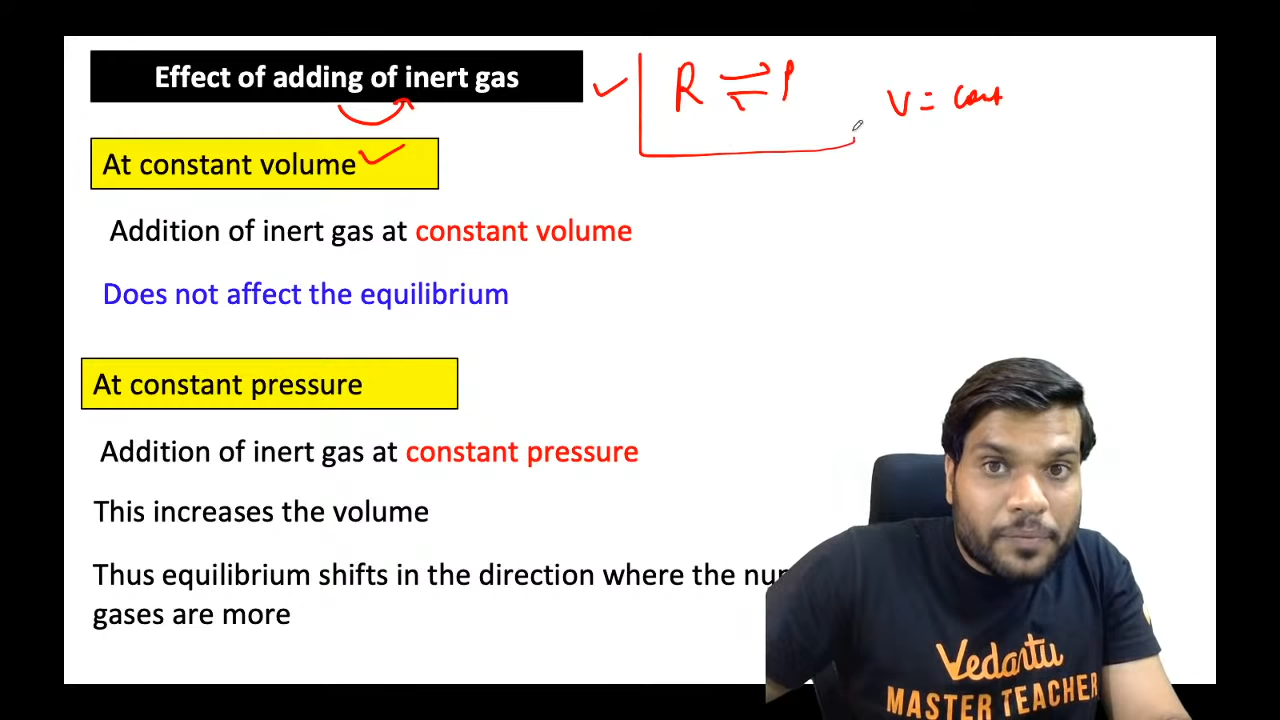 Effect of adding of inert gas
R ⇌ P
V = const
At constant volume
Addition of inert gas at constant volume
Does not affect the equilibrium
At constant pressure
Addition of inert gas at constant pressure
This increases the volume
Thus equilibrium shifts in the direction where the
gases are more
Vedantu
MASTER TEACHER